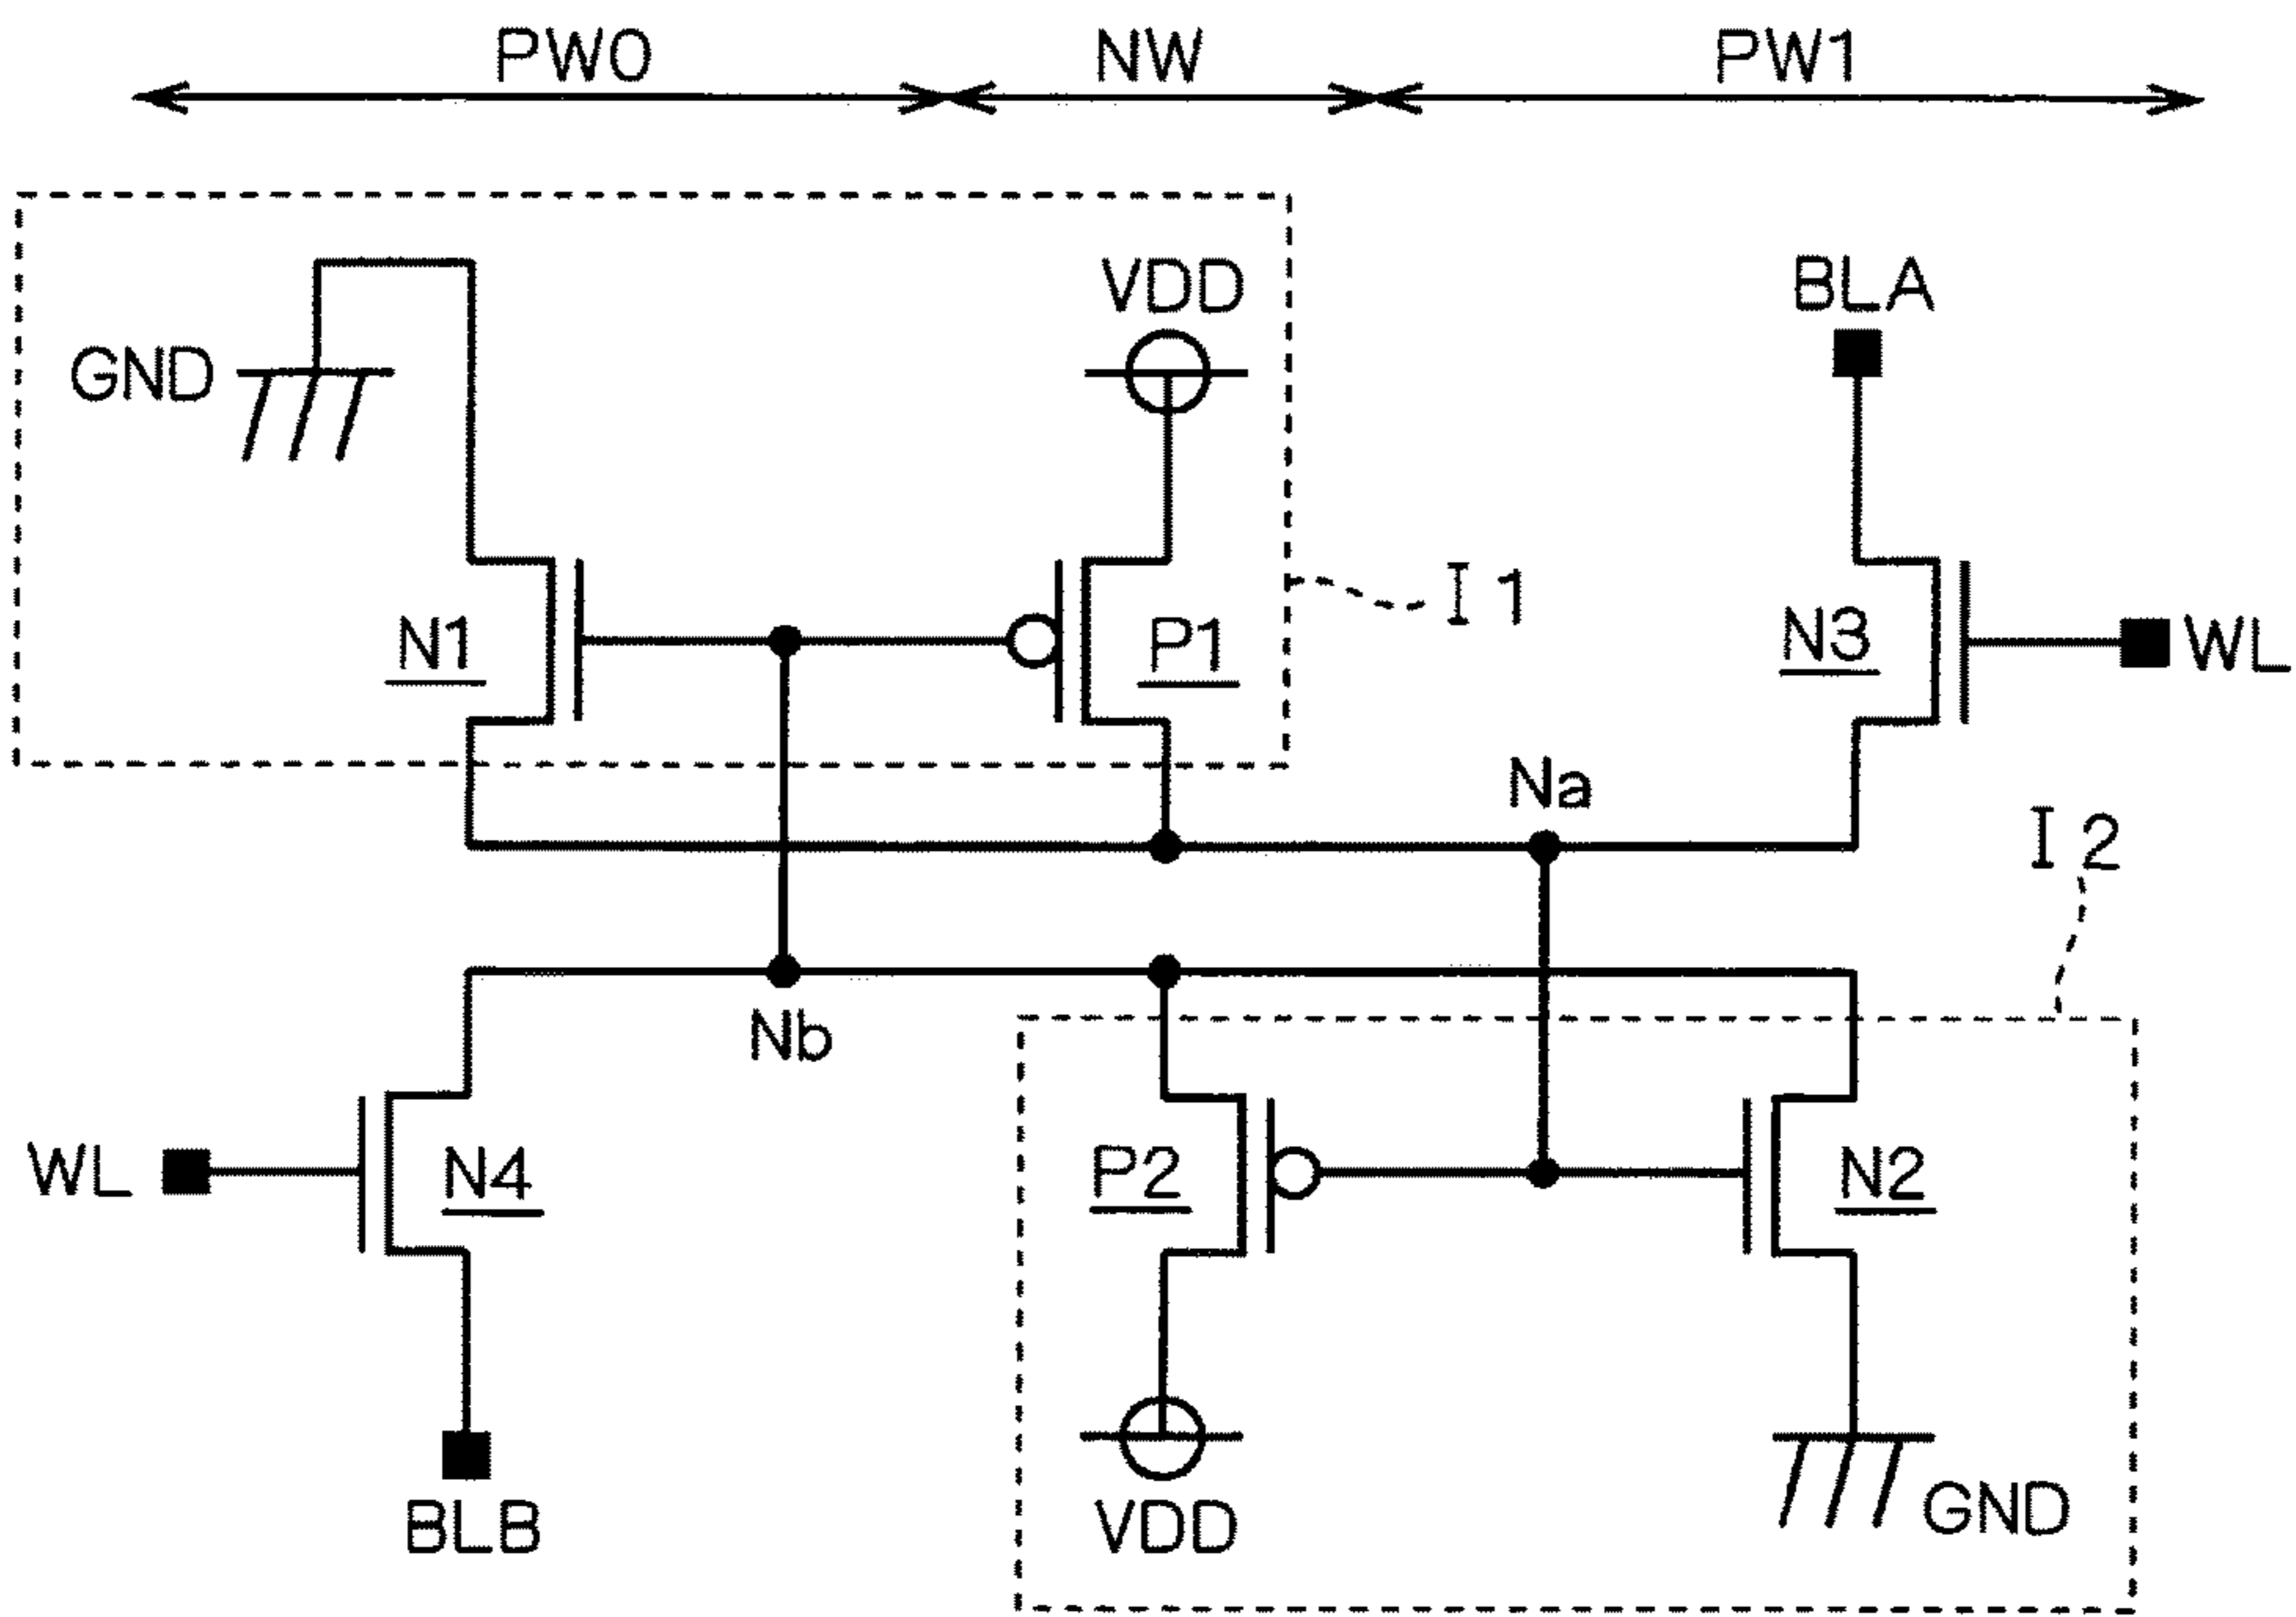 PW0 NW PW1
VDD BLA
GND
I1
N1 P1 N3 WL
Na
I2
Nb
WL N4 P2 N2
BLB VDD GND